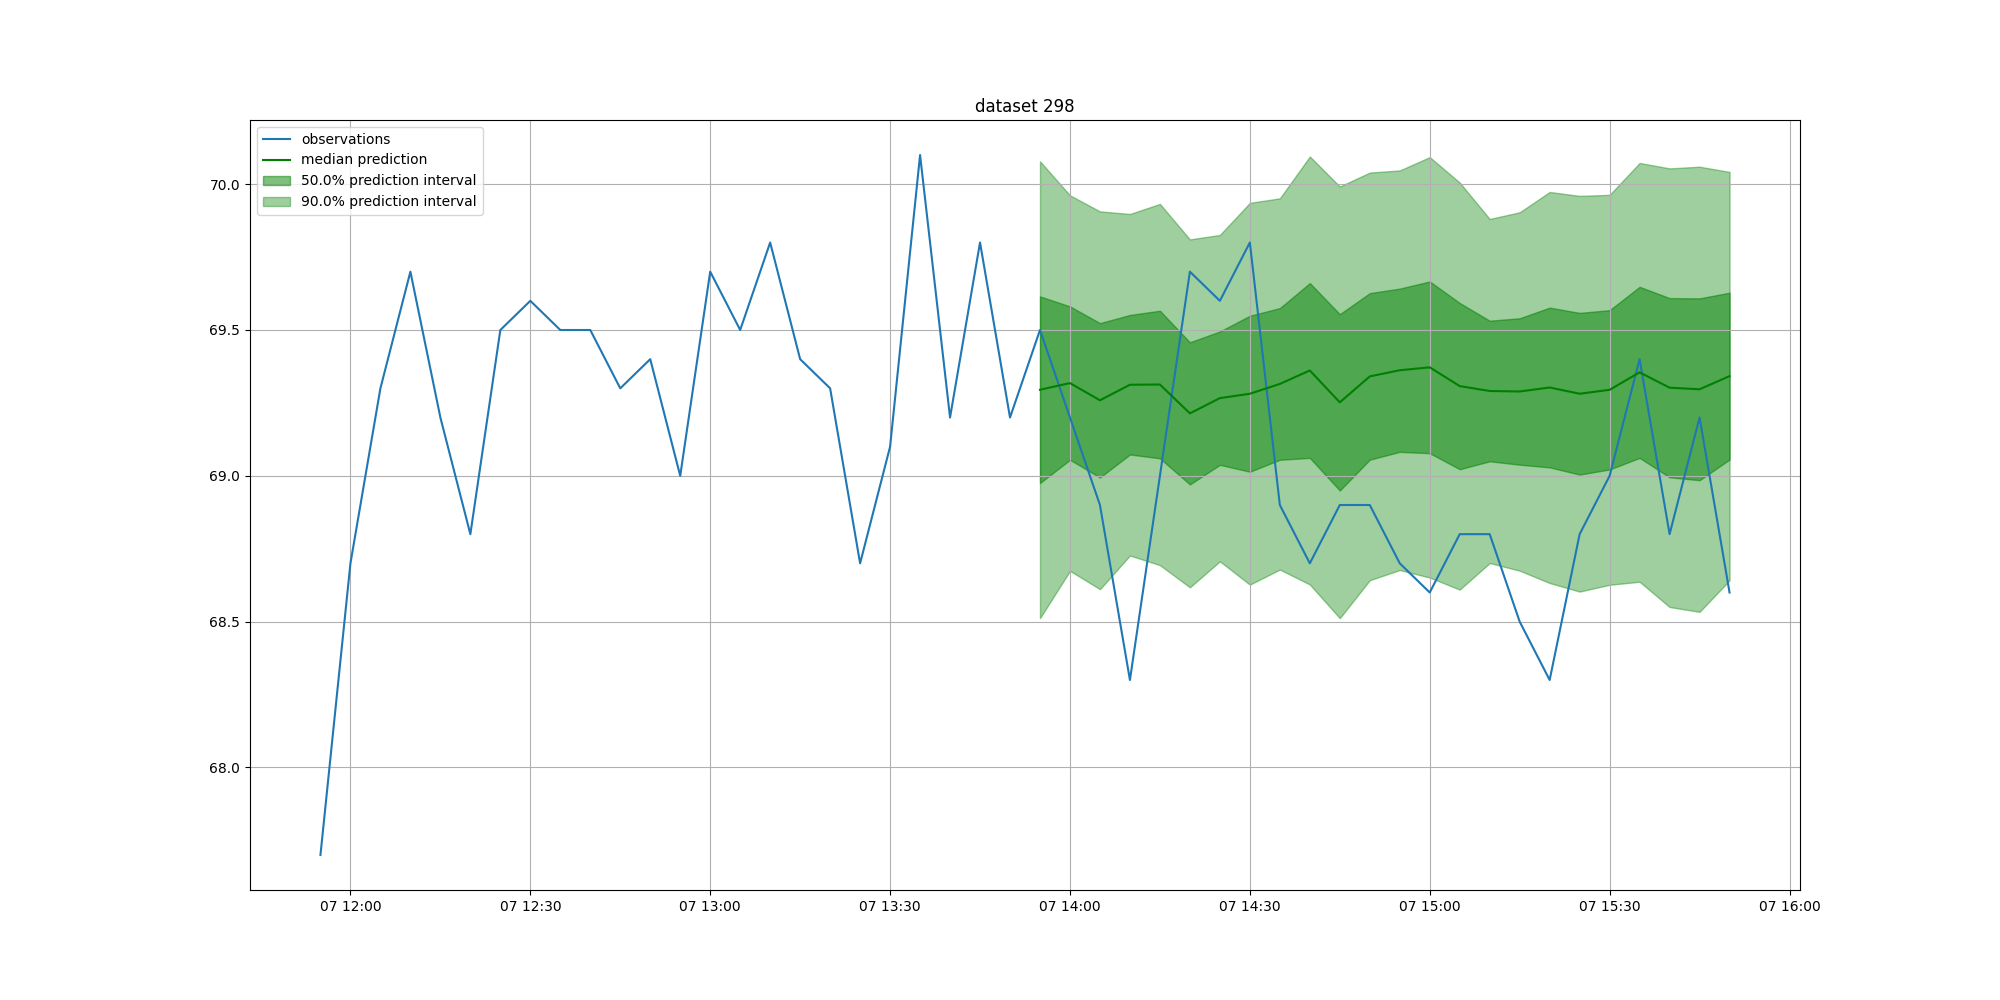 dataset 298
observations
median prediction
50.0% prediction interval
90.0% prediction interval
70.0
69.5
69.0
68.5
68.0
07 12:00
07 12:30
07 13:00
07 13:30
07 14:00
07 14:30
07 15:00
07 15:30
07 16:00